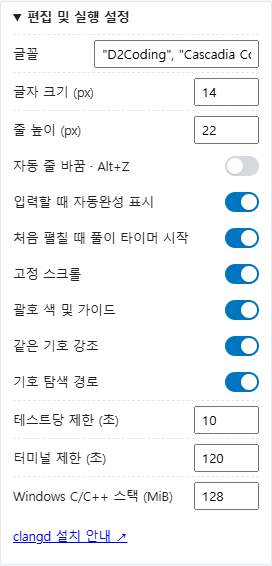 ▼ 편집 및 실행 설정
글꼴 "D2Coding", "Cascadia Co
글자 크기 (px) 14
줄 높이 (px) 22
자동 줄 바꿈 · Alt+Z
입력할 때 자동완성 표시
처음 펼칠 때 풀이 타이머 시작
고정 스크롤
괄호 색 및 가이드
같은 기호 강조
기호 탐색 경로
테스트당 제한 (초) 10
터미널 제한 (초) 120
Windows C/C++ 스택 (MiB) 128
clangd 설치 안내 ↗